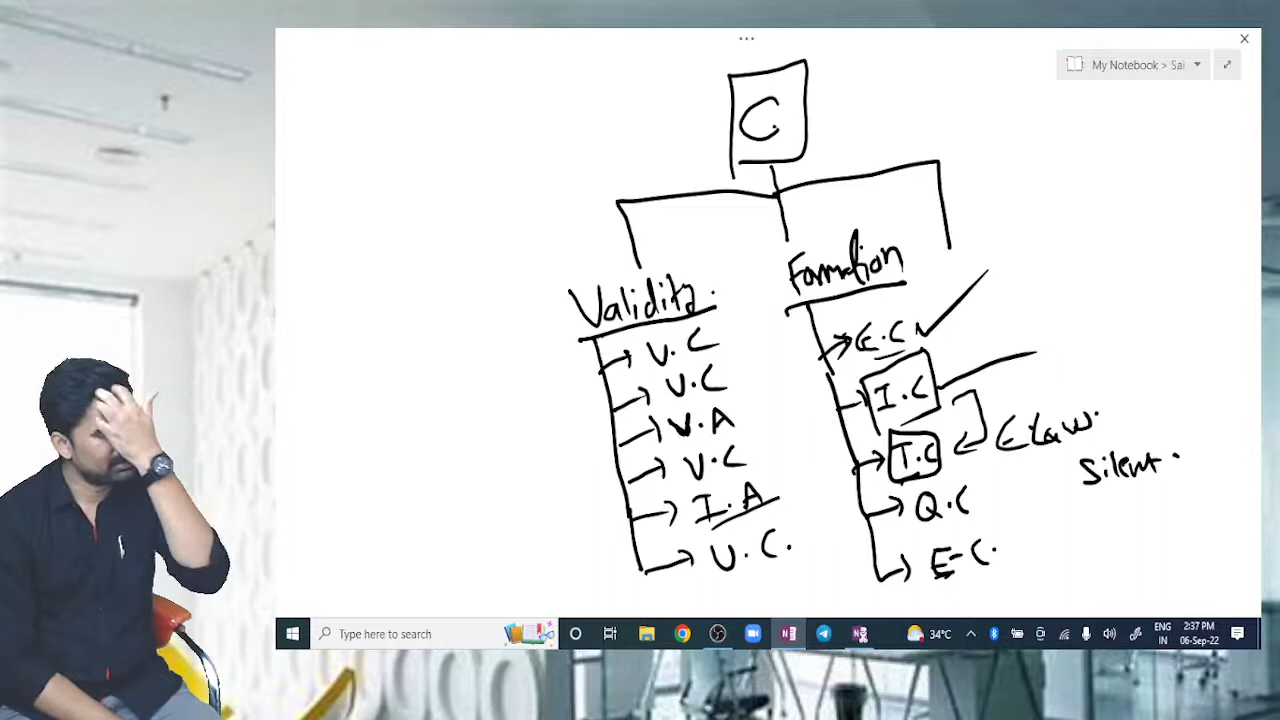 My Notebook > Sai
C
Validity.
V.C
V.C
V.A
V.C
I.A
U.C.
Formation
E.C
I.C
I.C
Q.C
E-C.
Silent.
Type here to search
34°C
ENG
IN
2:37 PM
06-Sep-22